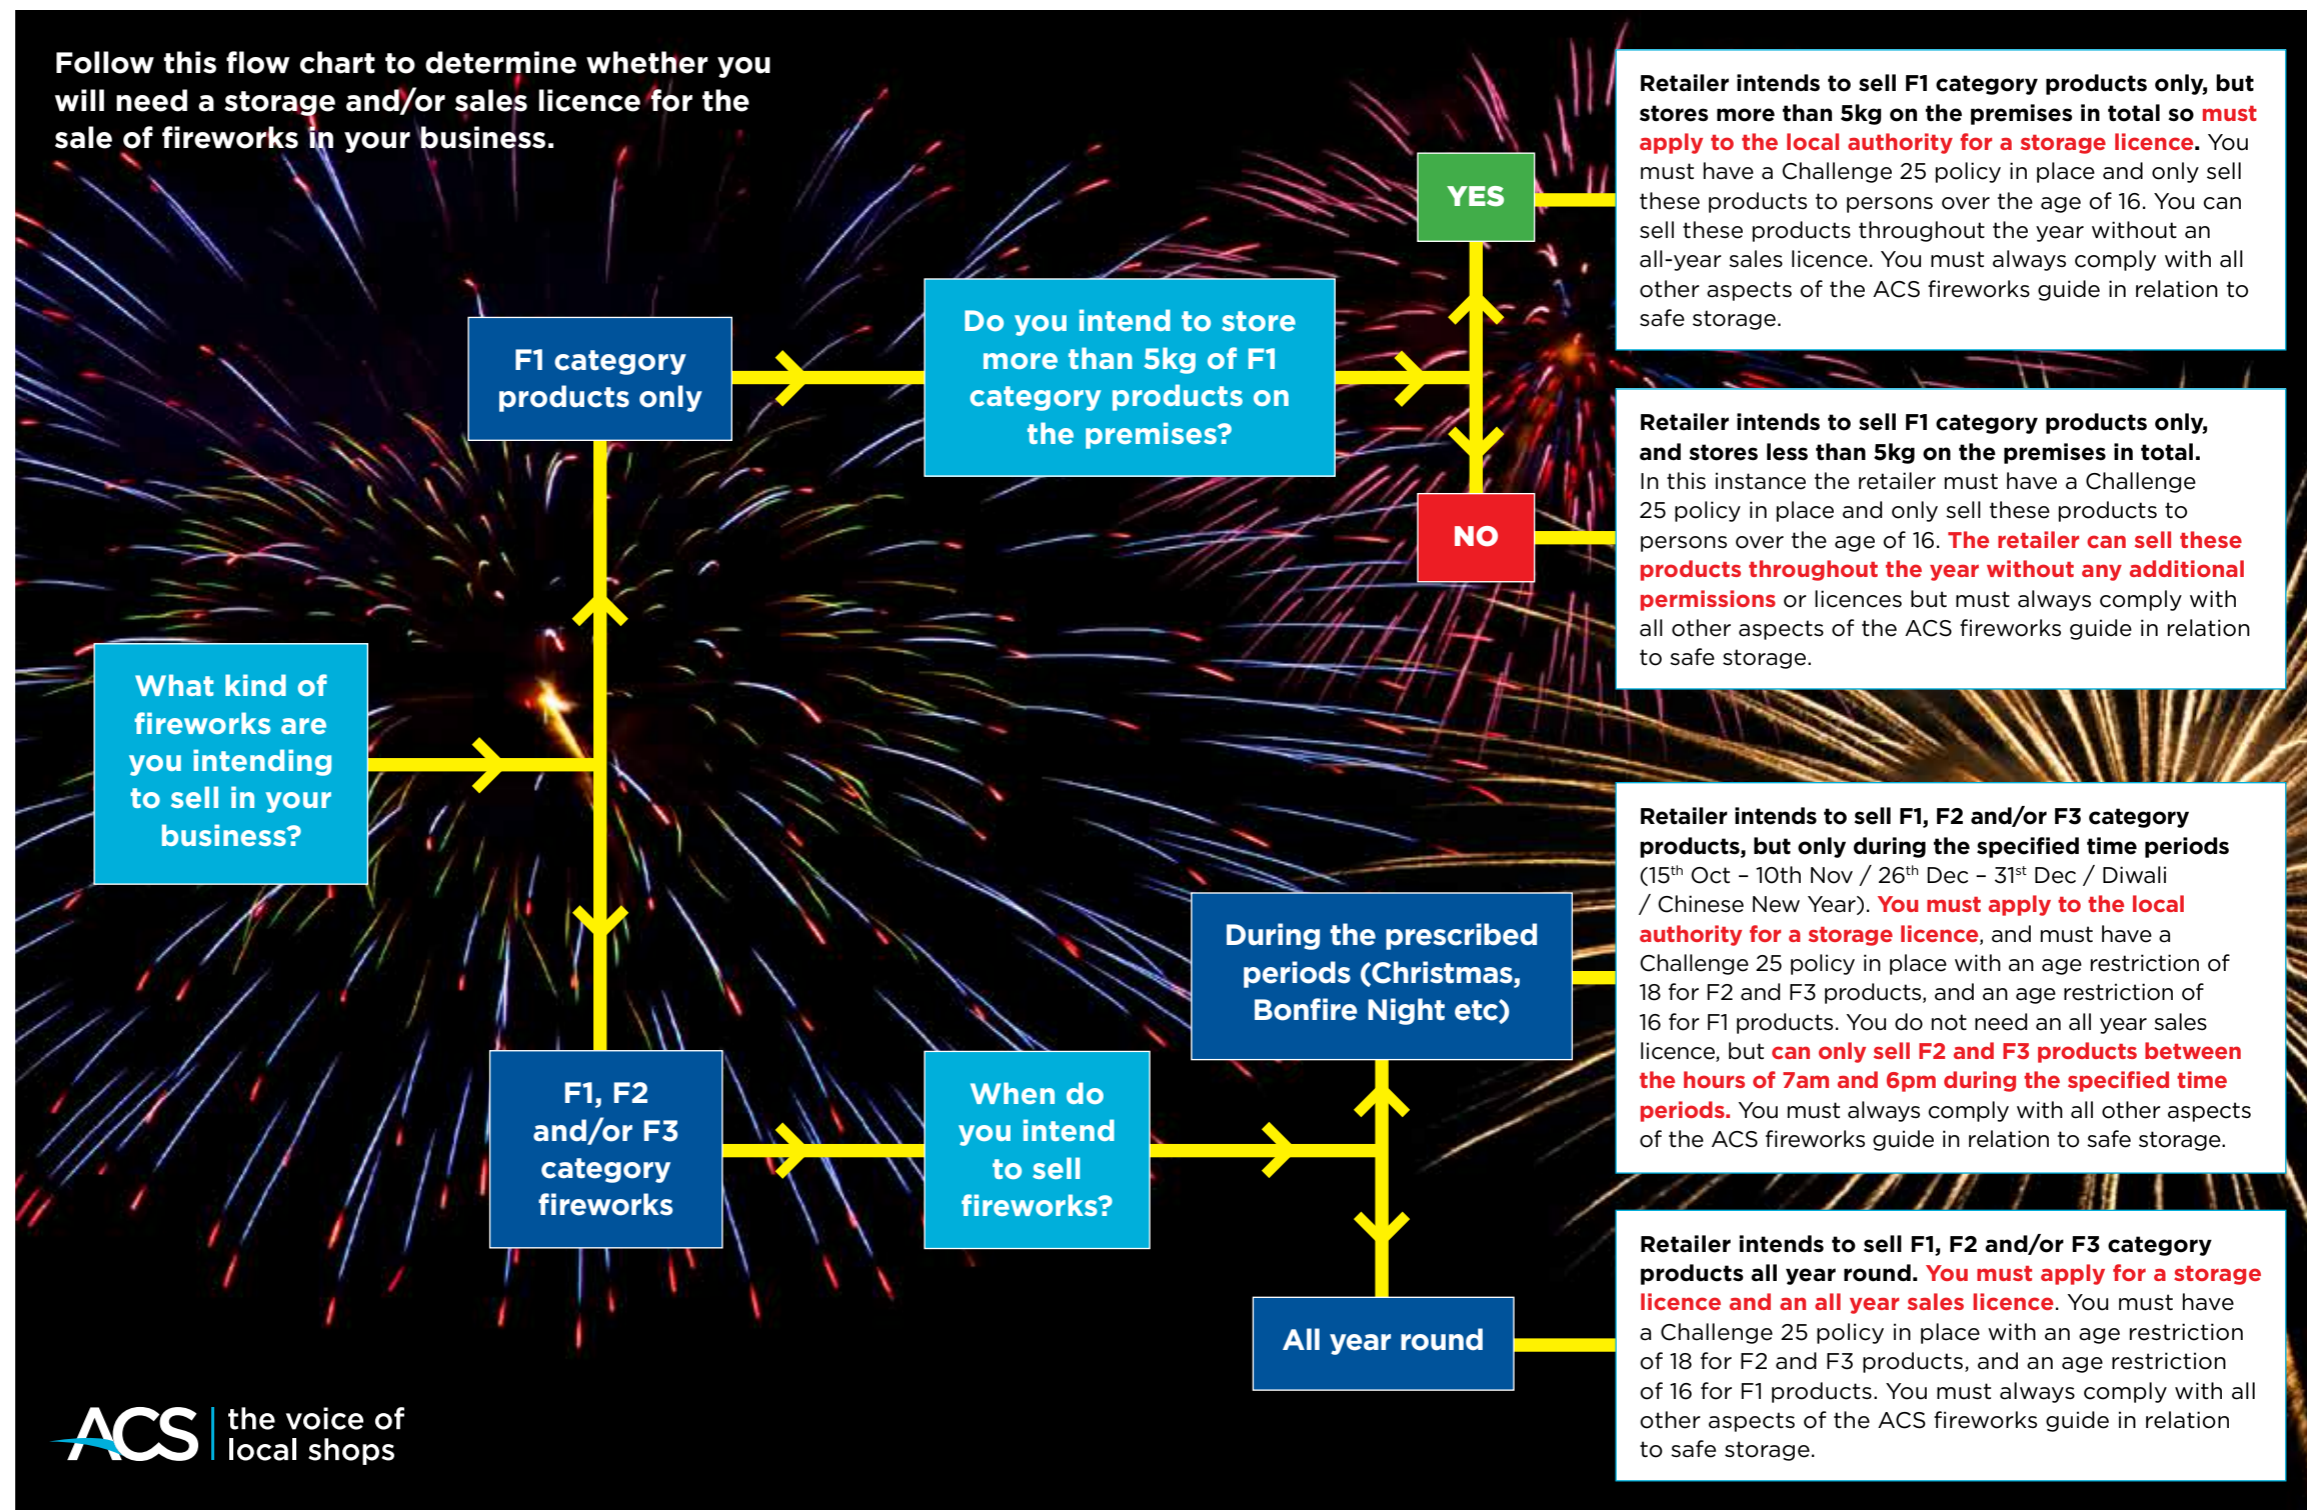 Follow this flow chart to determine whether you
will need a storage and/or sales licence for the
sale of fireworks in your business.
What kind of
fireworks are
you intending
to sell in your
business?
F1 category
products only
Do you intend to store
more than 5kg of F1
category products on
the premises?
YES
Retailer intends to sell F1 category products only, but
stores more than 5kg on the premises in total so must
apply to the local authority for a storage licence. You
must have a Challenge 25 policy in place and only sell
these products to persons over the age of 16. You can
sell these products throughout the year without an
all-year sales licence. You must always comply with all
other aspects of the ACS fireworks guide in relation to
safe storage.
NO
Retailer intends to sell F1 category products only,
and stores less than 5kg on the premises in total.
In this instance the retailer must have a Challenge
25 policy in place and only sell these products to
persons over the age of 16. The retailer can sell these
products throughout the year without any additional
permissions or licences but must always comply with
all other aspects of the ACS fireworks guide in relation
to safe storage.
F1, F2
and/or F3
category
fireworks
When do
you intend
to sell
fireworks?
During the prescribed
periods (Christmas,
Bonfire Night etc)
Retailer intends to sell F1, F2 and/or F3 category
products, but only during the specified time periods
(15th Oct – 10th Nov / 26th Dec – 31st Dec / Diwali
/ Chinese New Year). You must apply to the local
authority for a storage licence, and must have a
Challenge 25 policy in place with an age restriction of
18 for F2 and F3 products, and an age restriction of
16 for F1 products. You do not need an all year sales
licence, but can only sell F2 and F3 products between
the hours of 7am and 6pm during the specified time
periods. You must always comply with all other aspects
of the ACS fireworks guide in relation to safe storage.
All year round
Retailer intends to sell F1, F2 and/or F3 category
products all year round. You must apply for a storage
licence and an all year sales licence. You must have
a Challenge 25 policy in place with an age restriction
of 18 for F2 and F3 products, and an age restriction
of 16 for F1 products. You must always comply with all
other aspects of the ACS fireworks guide in relation
to safe storage.
ACS the voice of
local shops